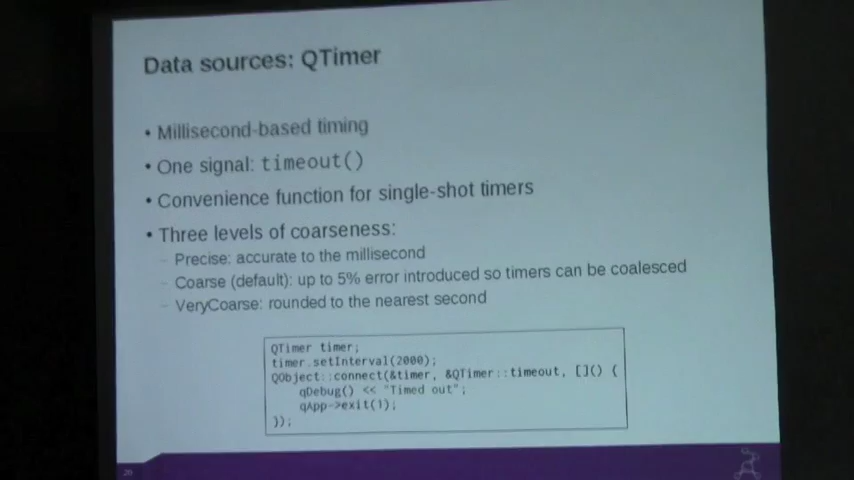 Data sources: QTimer
• Millisecond-based timing
• One signal: timeout()
• Convenience function for single-shot timers
• Three levels of coarseness:
– Precise: accurate to the millisecond
– Coarse (default): up to 5% error introduced so timers can be coalesced
– VeryCoarse: rounded to the nearest second
QTimer timer;
timer.setInterval(2000);
QObject::connect(&timer, &QTimer::timeout, []() {
qDebug() << "Timed out";
qApp->exit(1);
});
26